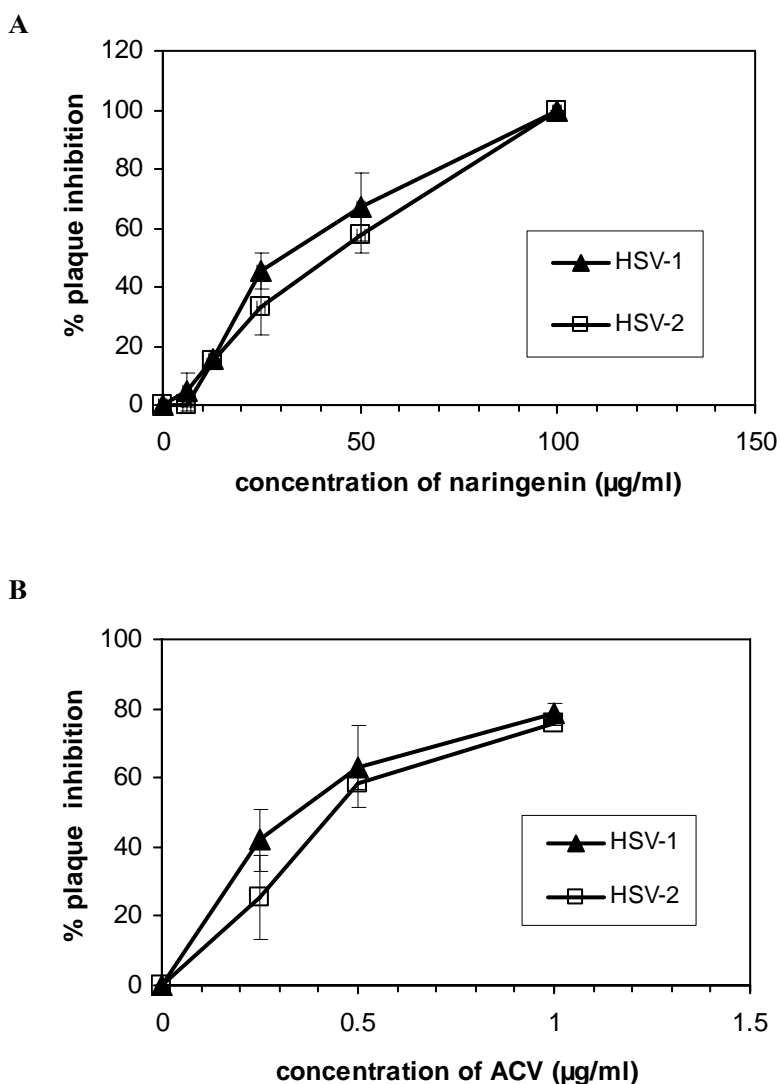 A
120
100
80
60
40
20
0
% plaque inhibition
HSV-1
HSV-2
0 50 100 150
concentration of naringenin (µg/ml)
B
100
80
60
40
20
0
% plaque inhibition
HSV-1
HSV-2
0 0.5 1 1.5
concentration of ACV (µg/ml)